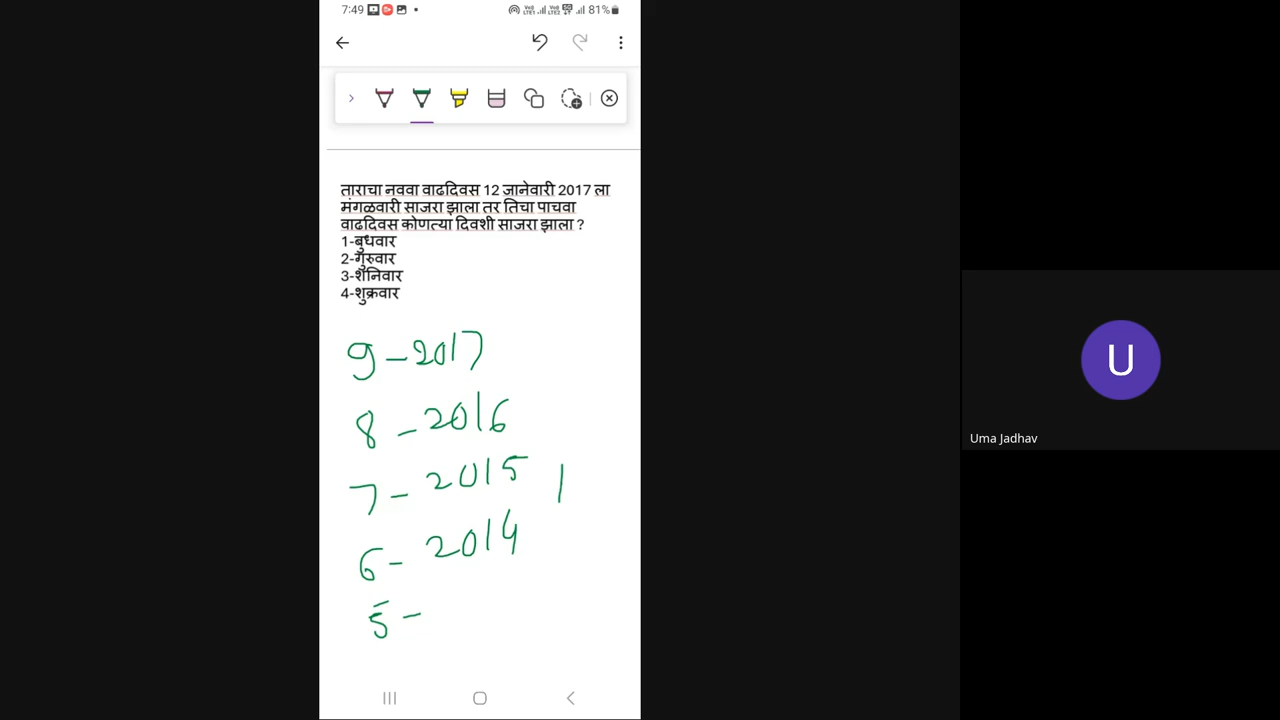 7:49
81%
ताराचा नववा वाढदिवस 12 जानेवारी 2017 ला
मंगळवारी साजरा झाला तर तिचा पाचवा
वाढदिवस कोणत्या दिवशी साजरा झाला ?
1-बुधवार
2-गुरुवार
3-शनिवार
4-शुक्रवार
9 - 2017
8 - 2016
7 - 2015 |
6 - 2014
5 -
U
Uma Jadhav